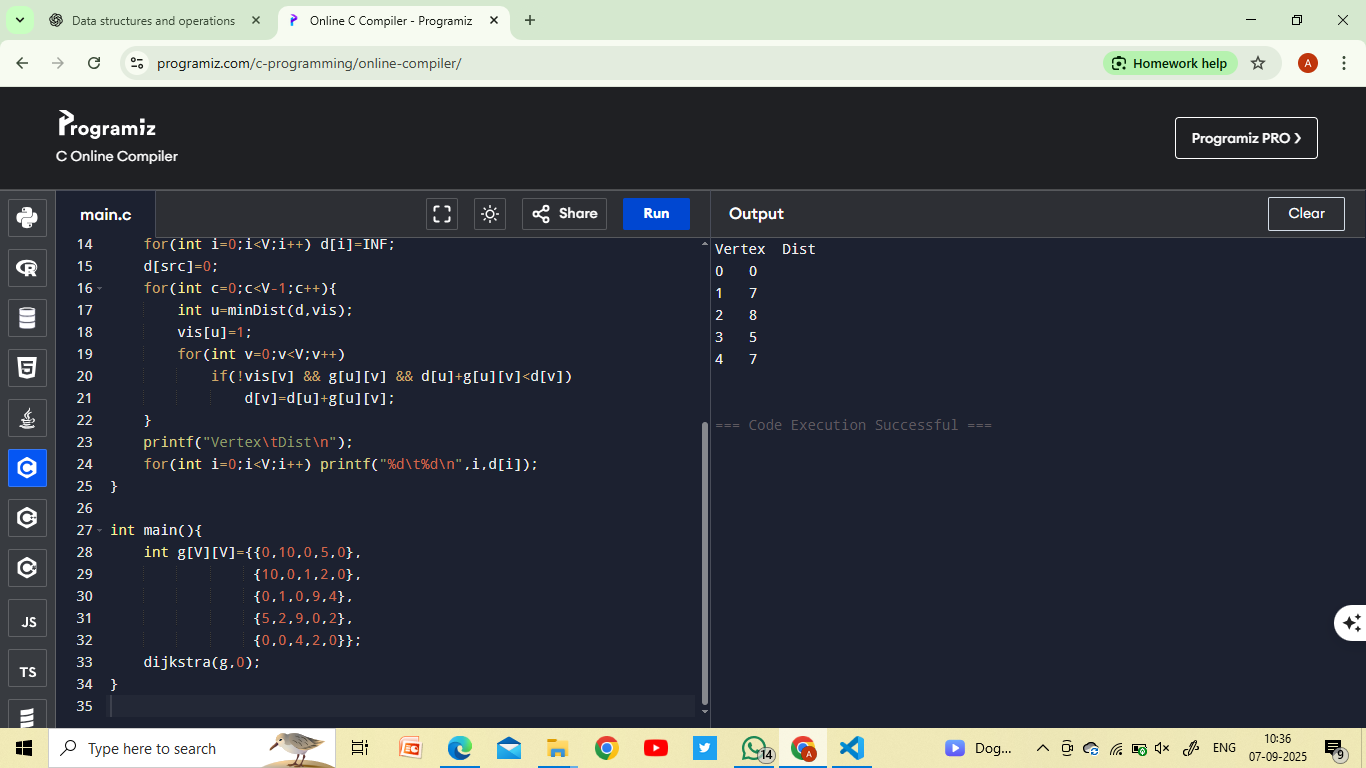 Data structures and operations
Online C Compiler - Programiz
programiz.com/c-programming/online-compiler/
Homework help
A
Programiz
C Online Compiler
Programiz PRO
main.c
Share
Run
Output
Clear
14 for(int i=0;i<V;i++) d[i]=INF;
15 d[src]=0;
16 for(int c=0;c<V-1;c++){
17 int u=minDist(d,vis);
18 vis[u]=1;
19 for(int v=0;v<V;v++)
20 if(!vis[v] && g[u][v] && d[u]+g[u][v]<d[v])
21 d[v]=d[u]+g[u][v];
22 }
23 printf("Vertex\tDist\n");
24 for(int i=0;i<V;i++) printf("%d\t%d\n",i,d[i]);
25 }
26
27 int main(){
28 int g[V][V]={{0,10,0,5,0},
29 {10,0,1,2,0},
30 {0,1,0,9,4},
31 {5,2,9,0,2},
32 {0,0,4,2,0}};
33 dijkstra(g,0);
34 }
35
Vertex Dist
0 0
1 7
2 8
3 5
4 7
=== Code Execution Successful ===
JS
TS
Type here to search
14
A
Dog...
ENG
10:36
07-09-2025
9